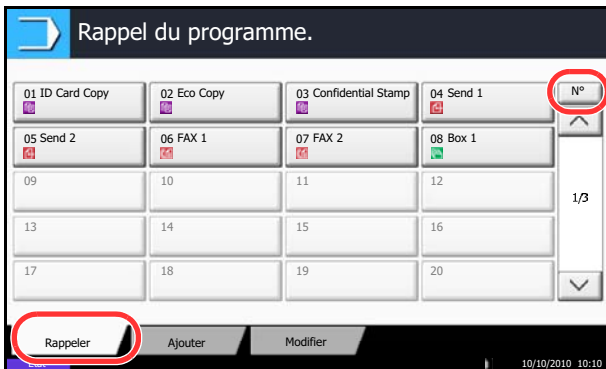 Rappel du programme.
01 ID Card Copy
02 Eco Copy
03 Confidential Stamp
04 Send 1
N°
05 Send 2
06 FAX 1
07 FAX 2
08 Box 1
09
10
11
12
1/3
13
14
15
16
17
18
19
20
Rappeler
Ajouter
Modifier
État
10/10/2010 10:10